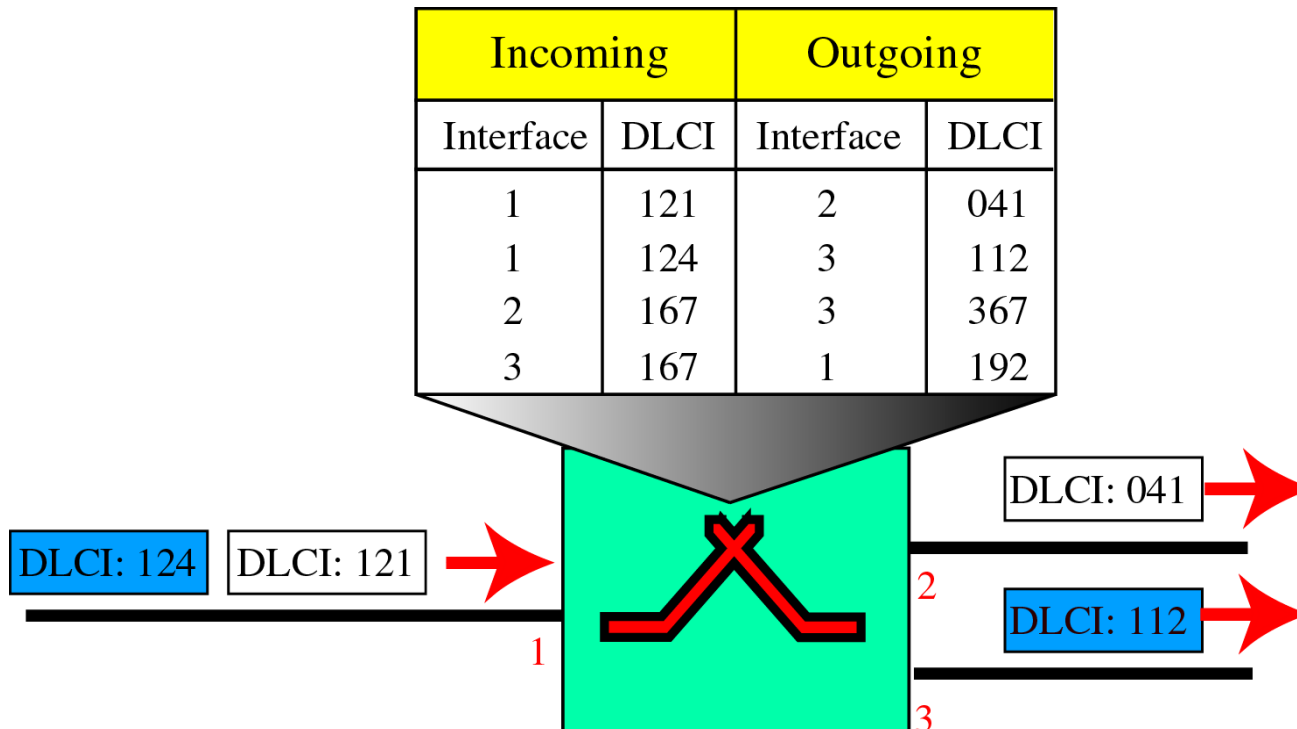 Incoming Outgoing
Interface DLCI Interface DLCI
1 121 2 041
1 124 3 112
2 167 3 367
3 167 1 192
DLCI: 041
DLCI: 124 DLCI: 121
2
DLCI: 112
1
3